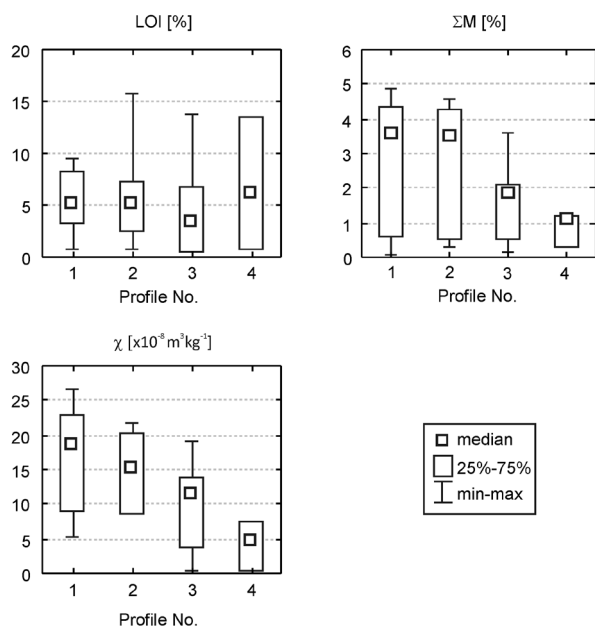 LOI [%]
20
15
10
5
0
1 2 3 4
Profile No.
ΣM [%]
6
5
4
3
2
1
0
1 2 3 4
Profile No.
χ [x10⁻⁸ m³kg⁻¹]
30
25
20
15
10
5
0
1 2 3 4
Profile No.
median
25%-75%
min-max